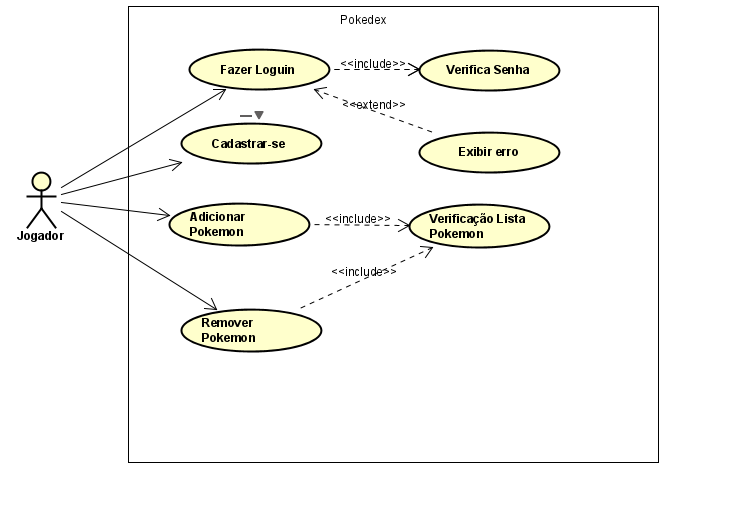 Pokedex
Fazer Loguin
<<include>>
Verifica Senha
<<extend>>
Cadastrar-se
Exibir erro
Jogador
Adicionar
Pokemon
<<include>>
Verificação Lista
Pokemon
<<include>>
Remover
Pokemon